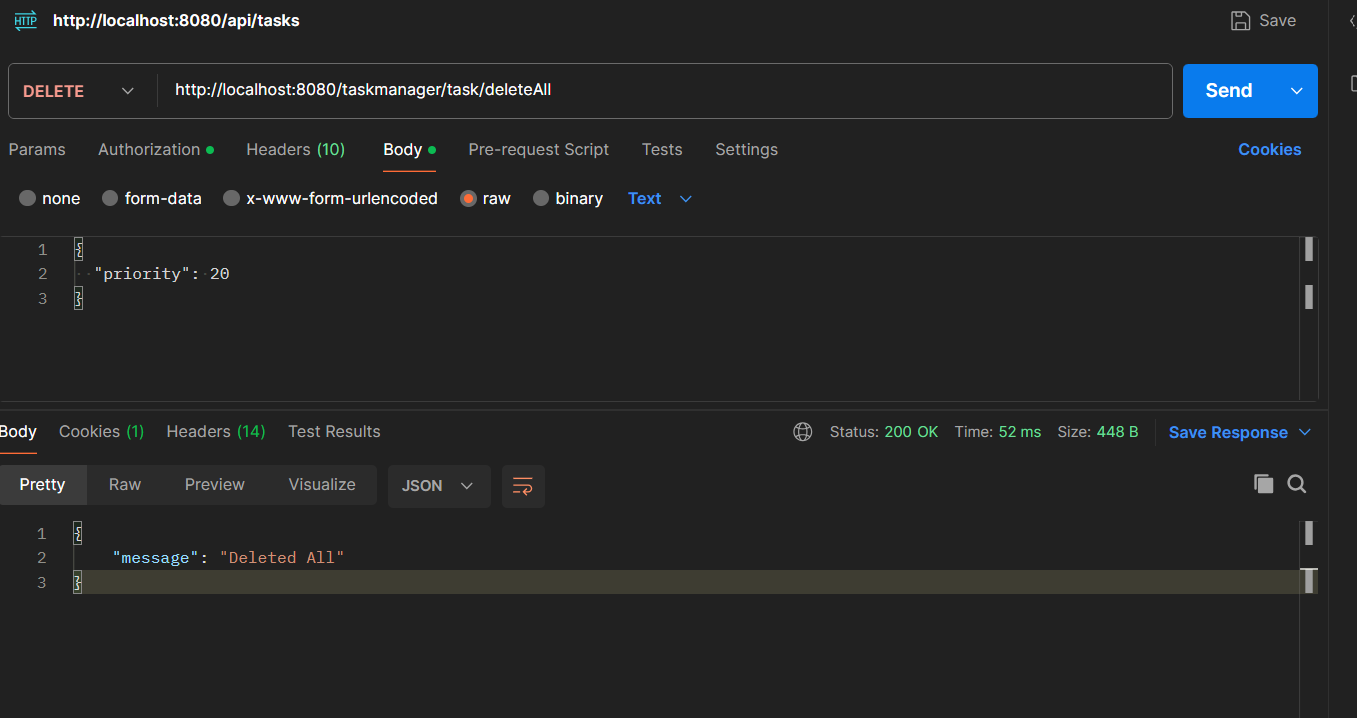 HTTP http://localhost:8080/api/tasks Save
DELETE http://localhost:8080/taskmanager/task/deleteAll Send
Params Authorization Headers (10) Body Pre-request Script Tests Settings Cookies
none form-data x-www-form-urlencoded raw binary Text
1 {
2 "priority": 20
3 }
Body Cookies (1) Headers (14) Test Results Status: 200 OK Time: 52 ms Size: 448 B Save Response
Pretty Raw Preview Visualize JSON
1 {
2 "message": "Deleted All"
3 }